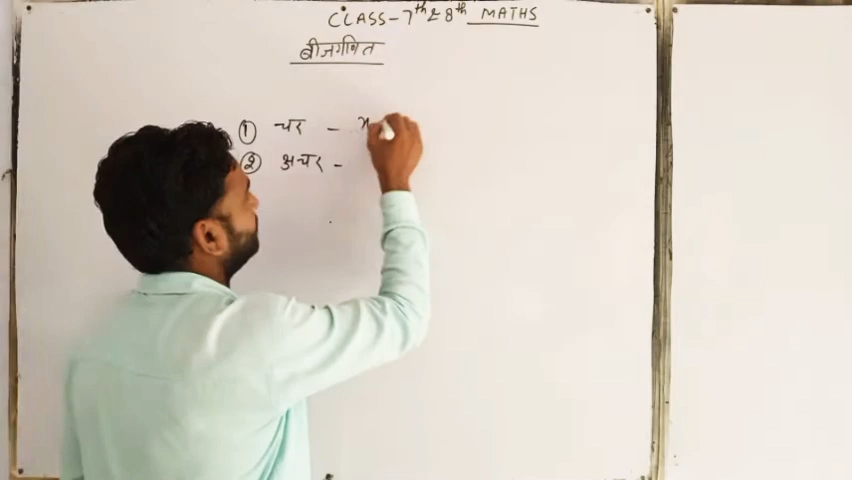 CLASS-7th & 8th MATHS
बीजगणित
① चर - x
② अचर -